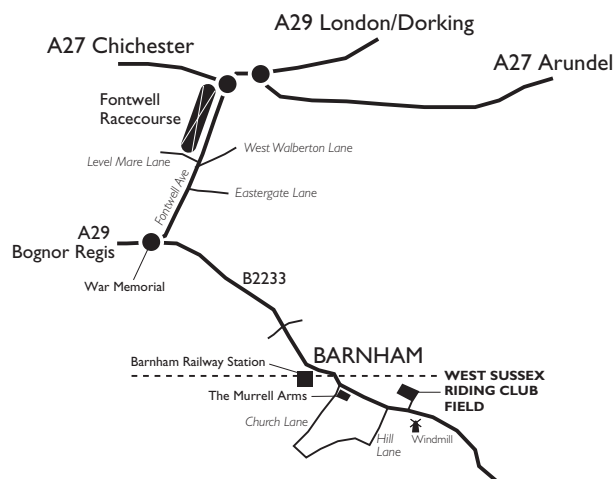 A29 London/Dorking
A27 Chichester
A27 Arundel
Fontwell
Racecourse
Level Mare Lane
West Walberton Lane
Fontwell Ave
Eastergate Lane
A29
Bognor Regis
War Memorial
B2233
Barnham Railway Station
BARNHAM
The Murrell Arms
WEST SUSSEX
RIDING CLUB
FIELD
Church Lane
Hill
Lane
Windmill